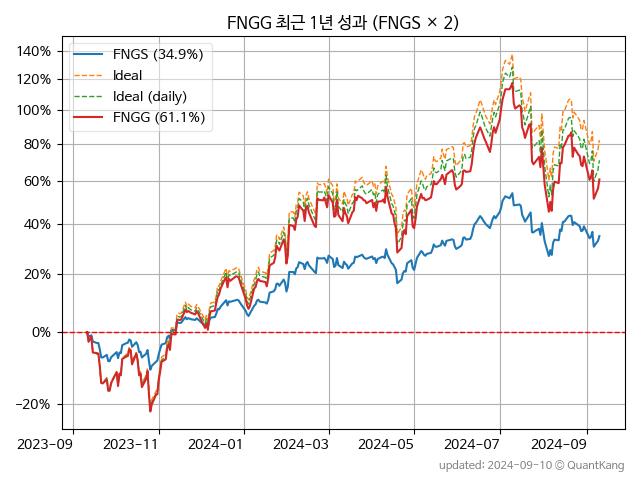 FNGG 최근 1년 성과 (FNGS × 2)
FNGS (34.9%)
Ideal
Ideal (daily)
FNGG (61.1%)
140%
120%
100%
80%
60%
40%
20%
0%
−20%
2023−09 2023−11 2024−01 2024−03 2024−05 2024−07 2024−09
updated: 2024-09-10 © QuantKang